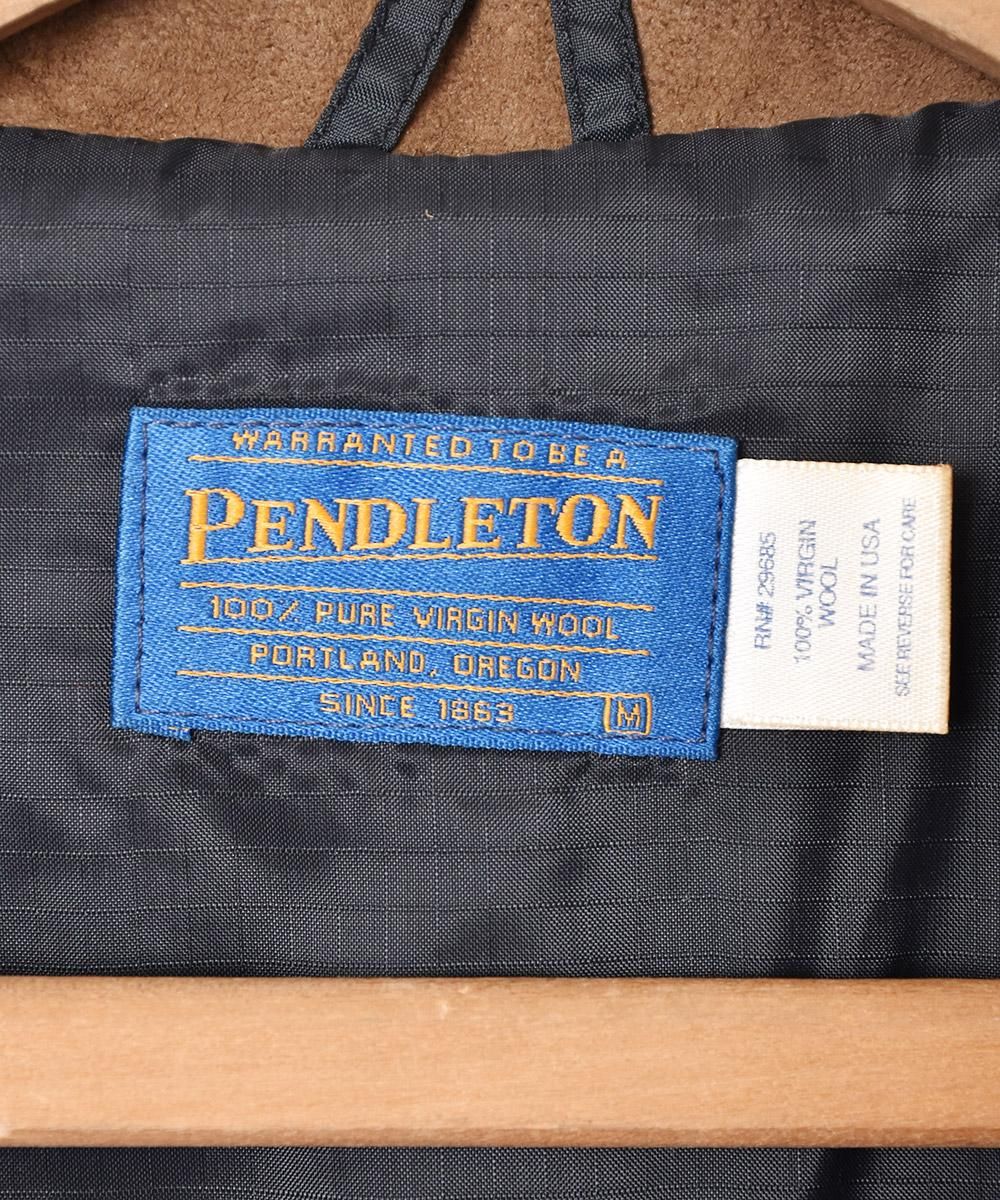 WARRANTED TO BE A
PENDLETON
100% PURE VIRGIN WOOL
PORTLAND, OREGON
SINCE 1863
M
RN# 29685
100% VIRGIN
WOOL
MADE IN USA
SEE REVERSE FOR CARE